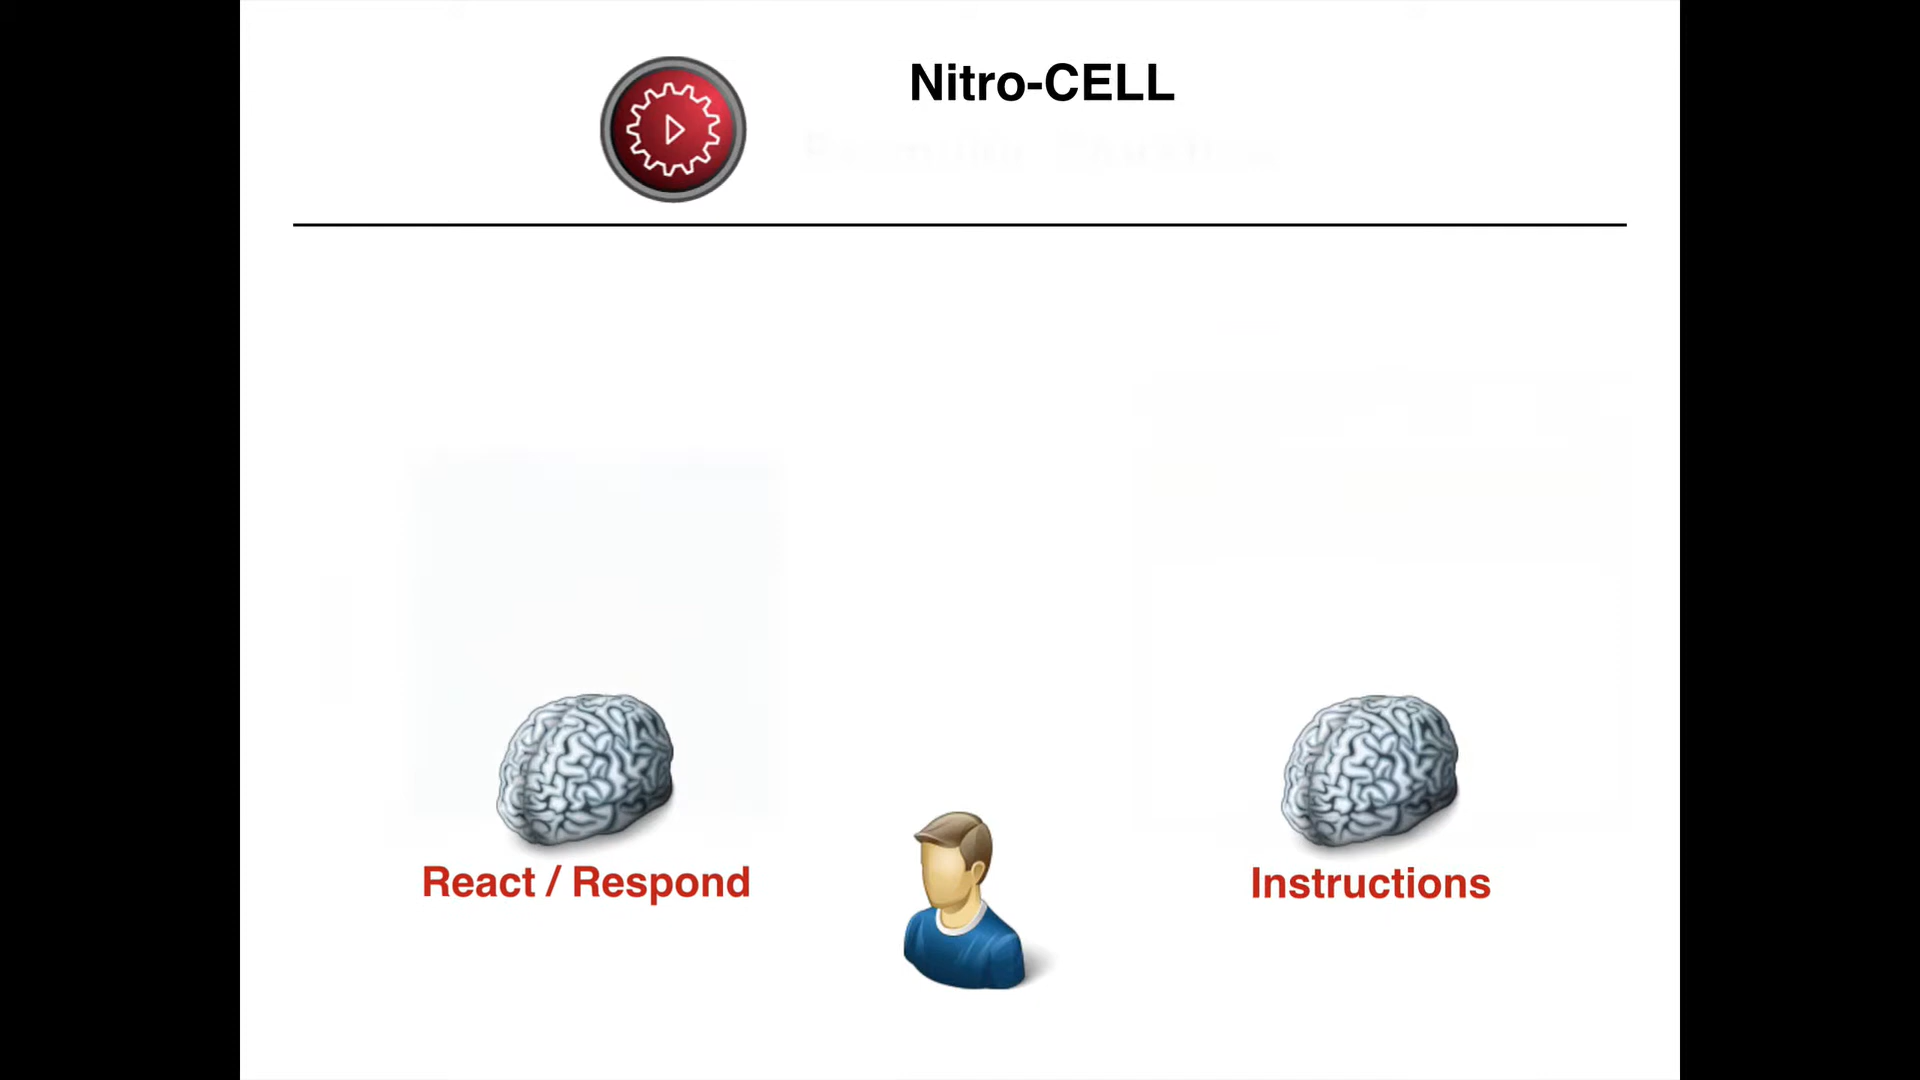 Nitro-CELL
React / Respond
Instructions